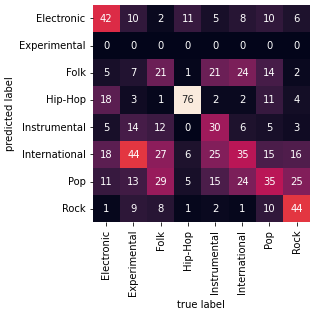 predicted label
Electronic 42 10 2 11 5 8 10 6
Experimental 0 0 0 0 0 0 0 0
Folk 5 7 21 1 21 24 14 2
Hip-Hop 18 3 1 76 2 2 11 4
Instrumental 5 14 12 0 30 6 5 3
International 18 44 27 6 25 35 15 16
Pop 11 13 29 5 15 24 35 25
Rock 1 9 8 1 2 1 10 44
Electronic Experimental Folk Hip-Hop Instrumental International Pop Rock
true label